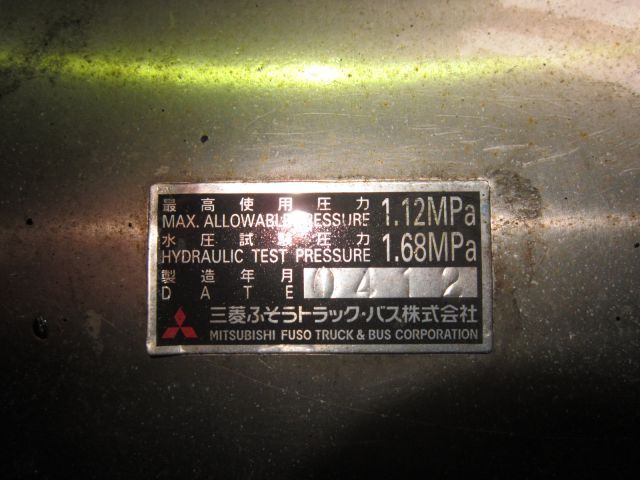 最高使用圧力
MAX. ALLOWABLE PRESSURE 1.12MPa
水圧試験圧力
HYDRAULIC TEST PRESSURE 1.68MPa
製造年月
DATE 0412
三菱ふそうトラック・バス株式会社
MITSUBISHI FUSO TRUCK & BUS CORPORATION